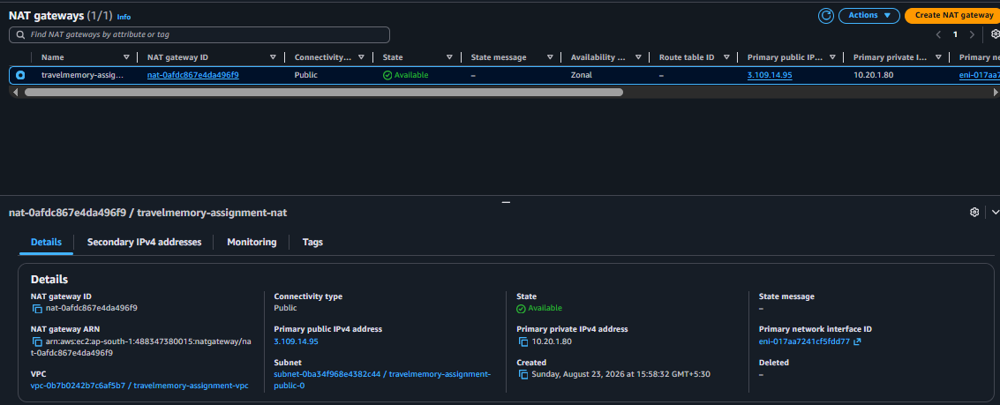 NAT gateways (1/1) Info
Actions
Create NAT gateway
Find NAT gateways by attribute or tag
1
Name NAT gateway ID Connectivity... State State message Availability ... Route table ID Primary public IP... Primary private I... Primary ne
travelmemory-assig... nat-0afdc867e4da496f9 Public Available – Zonal – 3.109.14.95 10.20.1.80 eni-017aa7
nat-0afdc867e4da496f9 / travelmemory-assignment-nat
Details Secondary IPv4 addresses Monitoring Tags
Details
NAT gateway ID
nat-0afdc867e4da496f9
Connectivity type
Public
State
Available
State message
–
NAT gateway ARN
arn:aws:ec2:ap-south-1:488347380015:natgateway/na
t-0afdc867e4da496f9
Primary public IPv4 address
3.109.14.95
Primary private IPv4 address
10.20.1.80
Primary network interface ID
eni-017aa7241cf5fdd77
VPC
vpc-0b7b0242b7c6af5b7 / travelmemory-assignment-vpc
Subnet
subnet-0ba34f968e4382c44 / travelmemory-assignment-
public-0
Created
Sunday, August 23, 2026 at 15:58:32 GMT+5:30
Deleted
–